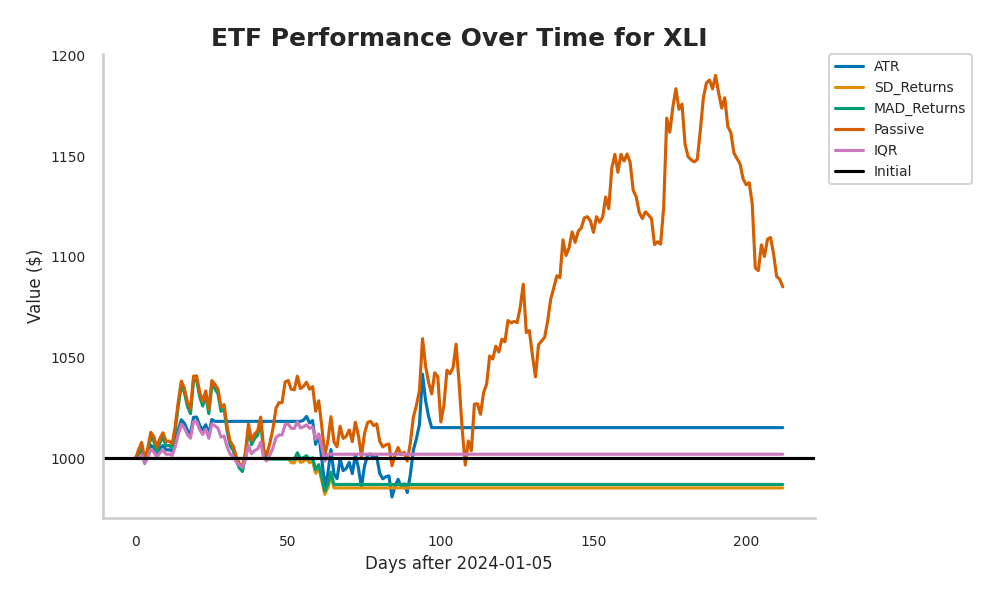 ETF Performance Over Time for XLI
1200
1150
1100
1050
1000
Value ($)
0 50 100 150 200
Days after 2024-01-05
ATR
SD_Returns
MAD_Returns
Passive
IQR
Initial